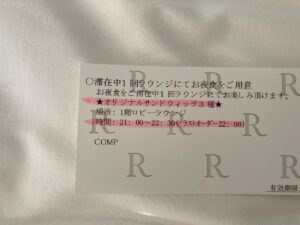 ○滞在中1回ラウンジにてお夜食をご用意
お夜食をご滞在中1回ラウンジにてお楽しみ頂けます。
★オリジナルサンドウィッチ3種★
場所: 1階ロビーラウンジ
時間: 21:00～22:30(ラストオーダー22:00)
COMP
有効期限
R R R R R R R R R